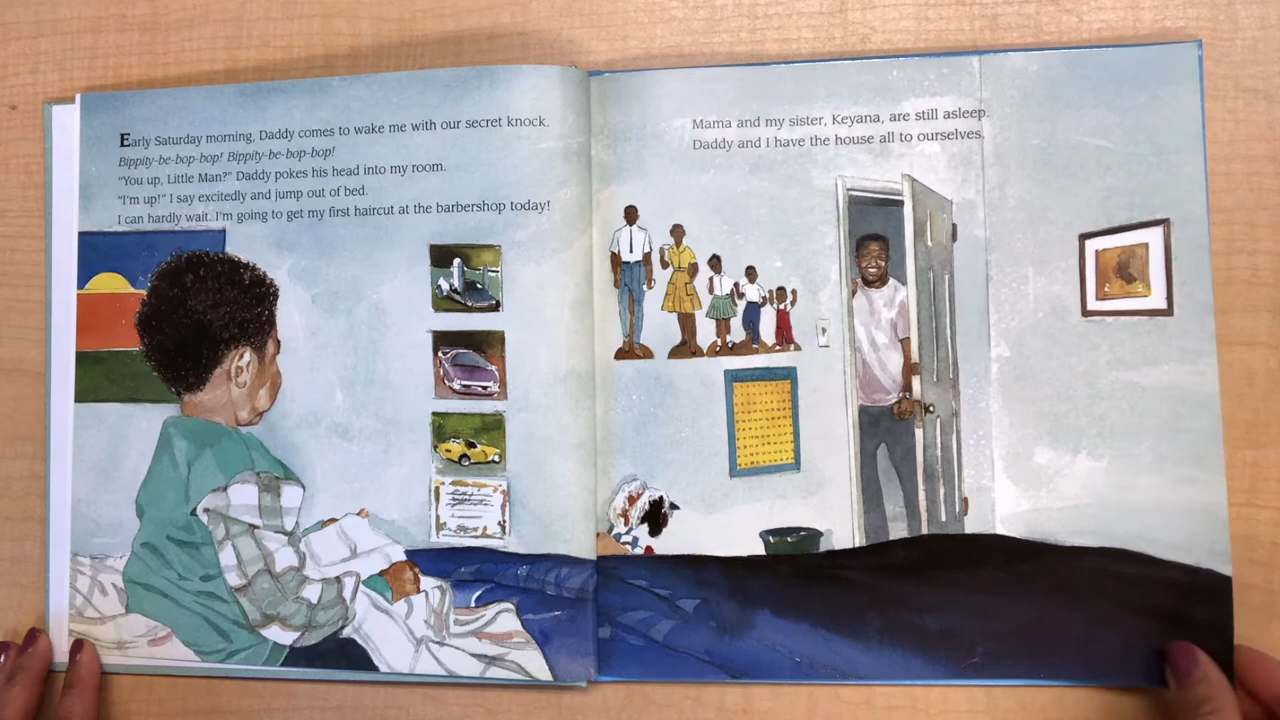 Early Saturday morning, Daddy comes to wake me with our secret knock.
Bippity-be-bop-bop! Bippity-be-bop-bop!
“You up, Little Man?” Daddy pokes his head into my room.
“I’m up!” I say excitedly and jump out of bed.
I can hardly wait. I’m going to get my first haircut at the barbershop today!
Mama and my sister, Keyana, are still asleep.
Daddy and I have the house all to ourselves.